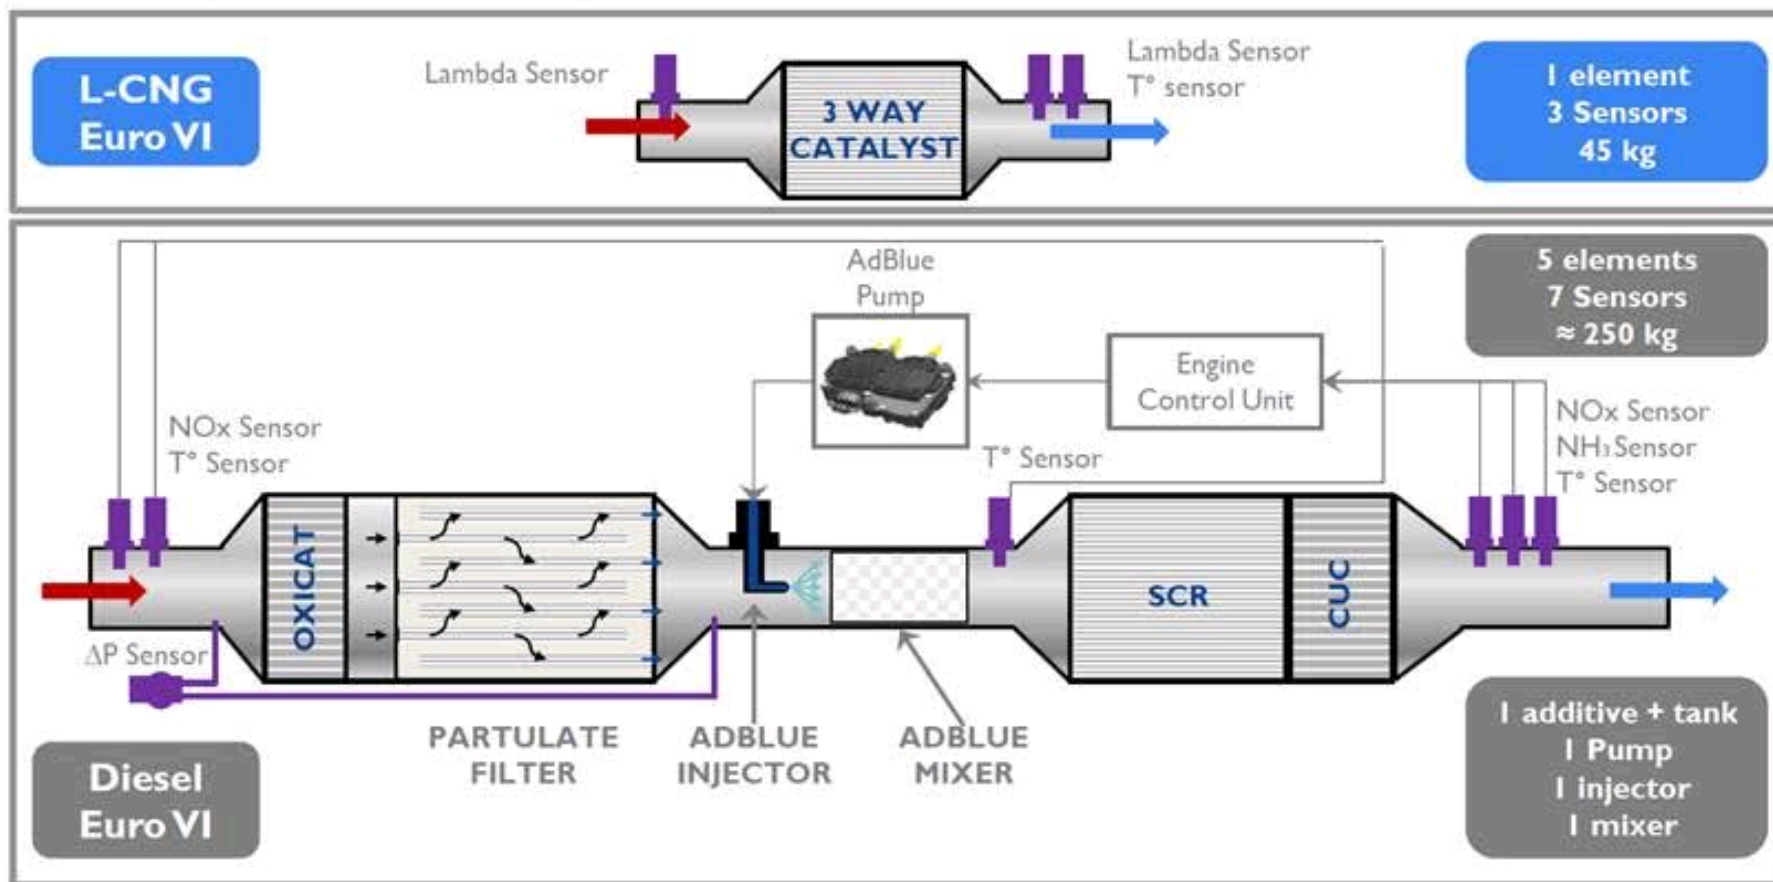 L-CNG
Euro VI
Lambda Sensor
3 WAY
CATALYST
Lambda Sensor
T° sensor
1 element
3 Sensors
45 kg
5 elements
7 Sensors
≈ 250 kg
AdBlue
Pump
Engine
Control Unit
NOx Sensor
T° Sensor
T° Sensor
NOx Sensor
NH₃ Sensor
T° Sensor
OXICAT
SCR
CUC
ΔP Sensor
PARTULATE
FILTER
ADBLUE
INJECTOR
ADBLUE
MIXER
Diesel
Euro VI
1 additive + tank
1 Pump
1 injector
1 mixer